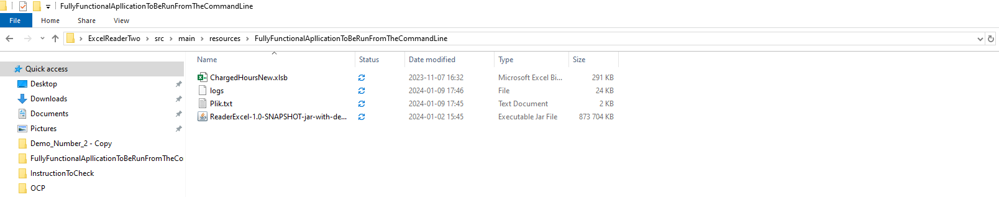 FullyFunctionalApllicationToBeRunFromTheCommandLine
File Home Share View
ExcelReaderTwo > src > main > resources > FullyFunctionalApllicationToBeRunFromTheCommandLine
Name Status Date modified Type Size
Quick access
Desktop
Downloads
Documents
Pictures
Demo_Number_2 - Copy
FullyFunctionalApllicationToBeRunFromTheCo
InstructionToCheck
OCP
ChargedHoursNew.xlsb 2023-11-07 16:32 Microsoft Excel Bi... 291 KB
logs 2024-01-09 17:46 File 24 KB
Plik.txt 2024-01-09 17:45 Text Document 2 KB
ReaderExcel-1.0-SNAPSHOT-jar-with-de... 2024-01-02 15:45 Executable Jar File 873 704 KB